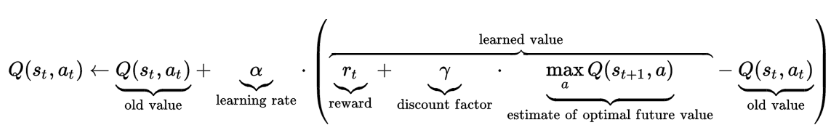 learned value
Q(s_t, a_t) ← Q(s_t, a_t) + α · ( r_t + γ · max_a Q(s_{t+1}, a) − Q(s_t, a_t) )
old value learning rate reward discount factor estimate of optimal future value old value